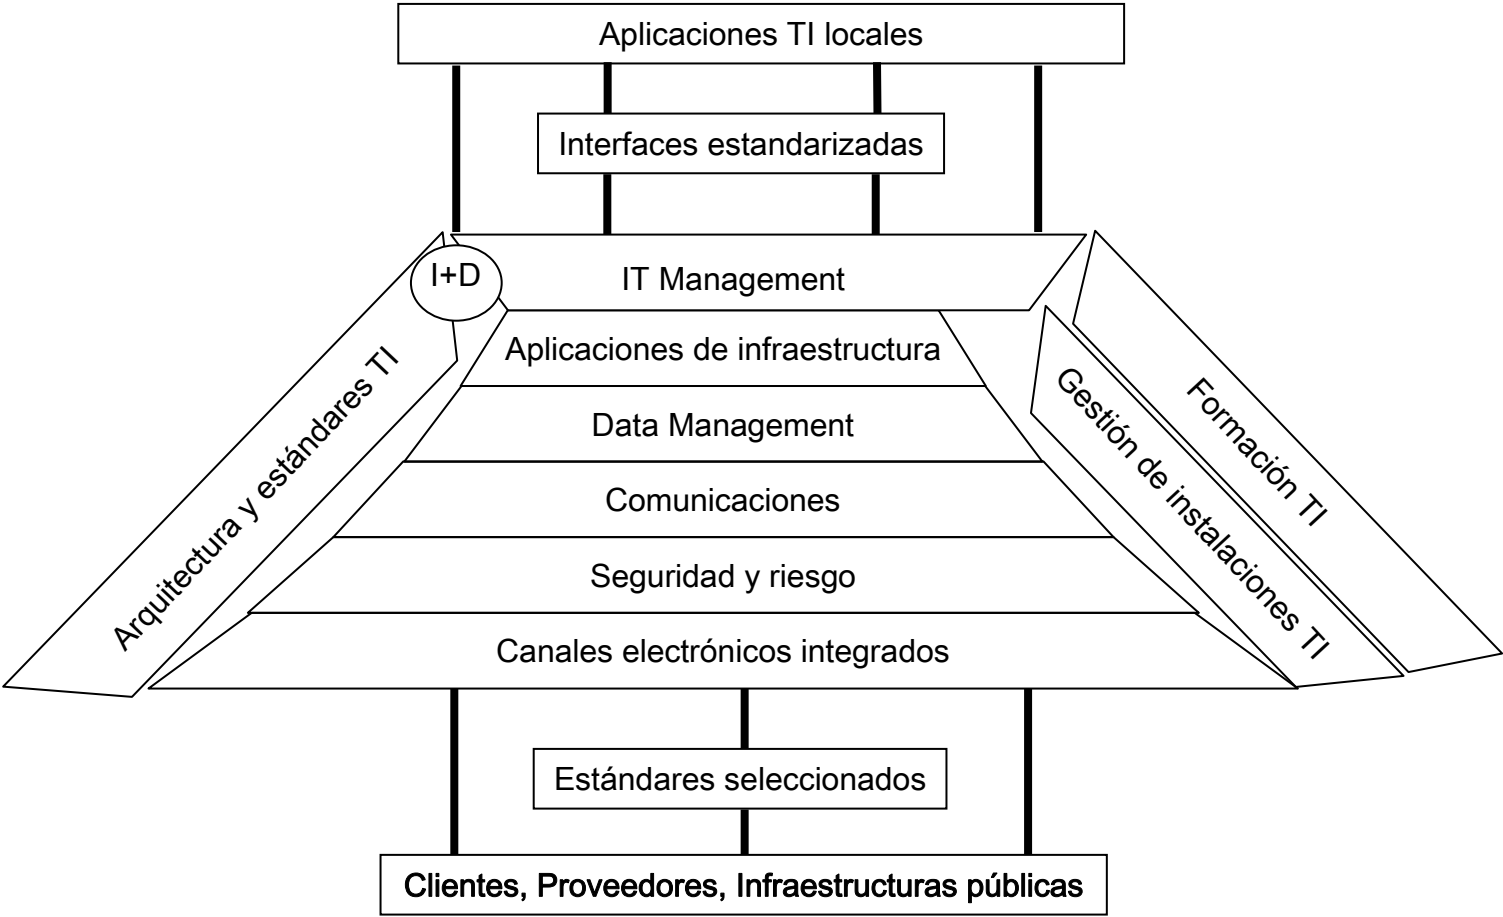 Aplicaciones TI locales
Interfaces estandarizadas
I+D
IT Management
Aplicaciones de infraestructura
Data Management
Comunicaciones
Seguridad y riesgo
Canales electrónicos integrados
Arquitectura y estándares TI
Gestión de instalaciones TI
Formación TI
Estándares seleccionados
Clientes, Proveedores, Infraestructuras públicas